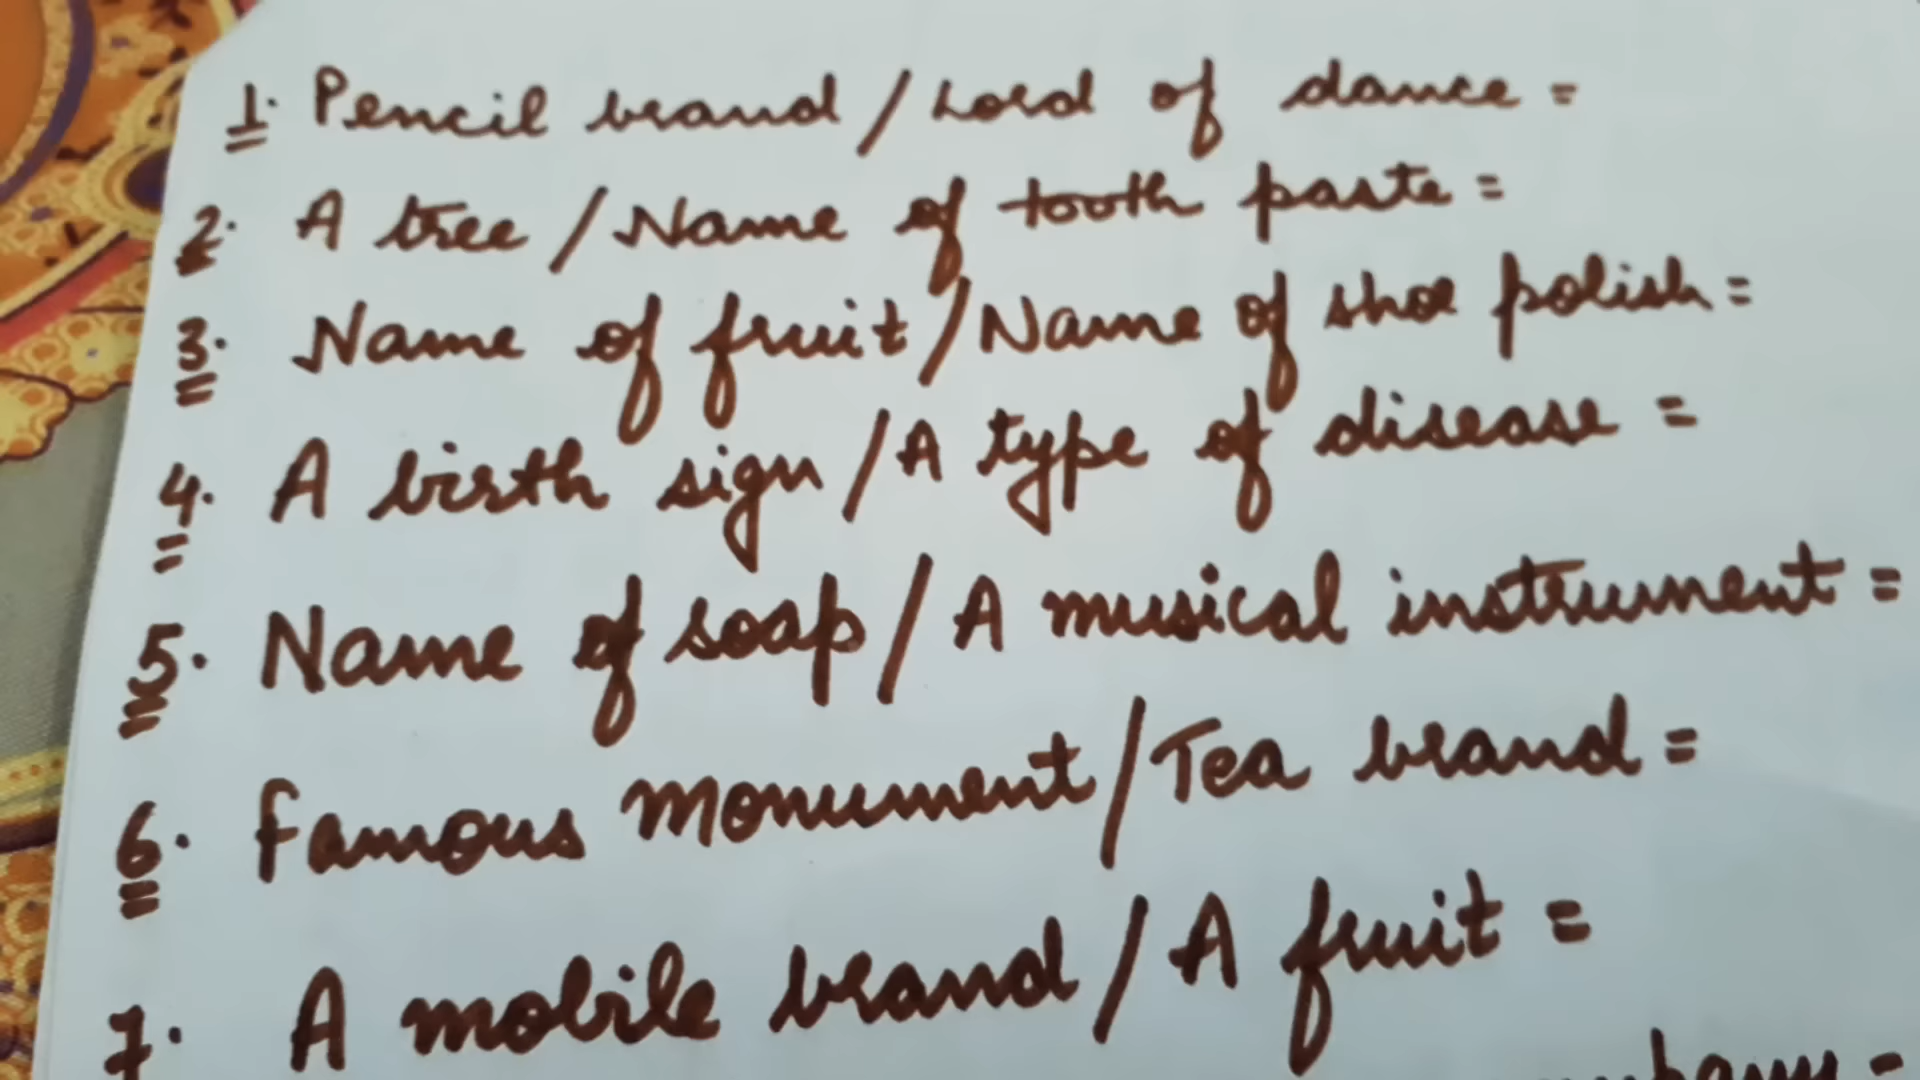 1. Pencil brand / Lord of dance =
2. A tree / Name of tooth paste =
3. Name of fruit / Name of shoe polish =
4. A birth sign / A type of disease =
5. Name of soap / A musical instrument =
6. Famous monument / Tea brand =
7. A mobile brand / A fruit =